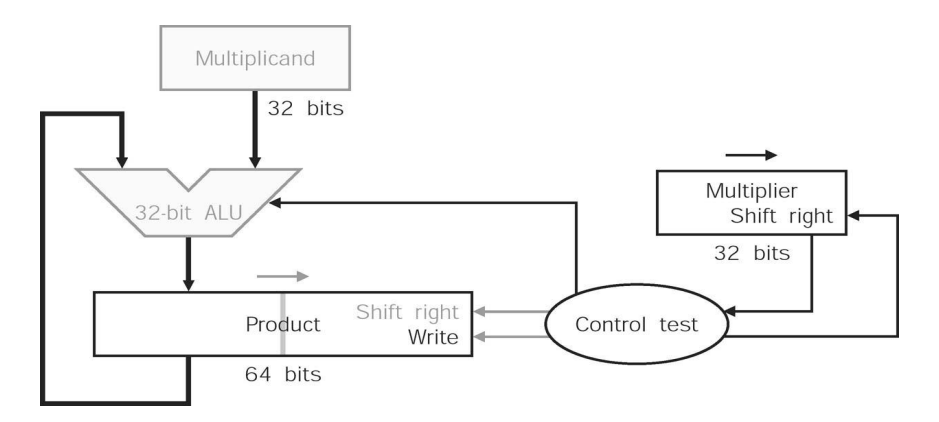 Multiplicand
32 bits
32-bit ALU
Multiplier
Shift right
32 bits
Product
Shift right
Write
Control test
64 bits